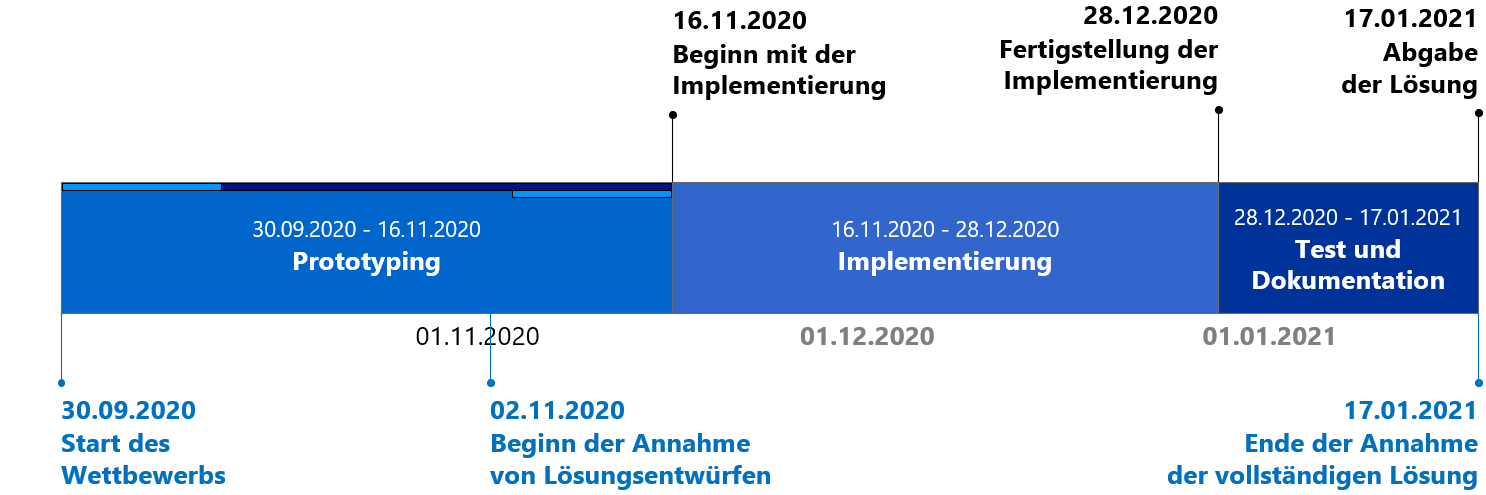 16.11.2020
Beginn mit der
Implementierung
28.12.2020
Fertigstellung der
Implementierung
17.01.2021
Abgabe
der Lösung
30.09.2020 - 16.11.2020
Prototyping
16.11.2020 - 28.12.2020
Implementierung
28.12.2020 - 17.01.2021
Test und
Dokumentation
01.11.2020
01.12.2020
01.01.2021
30.09.2020
Start des
Wettbewerbs
02.11.2020
Beginn der Annahme
von Lösungsentwürfen
17.01.2021
Ende der Annahme
der vollständigen Lösung